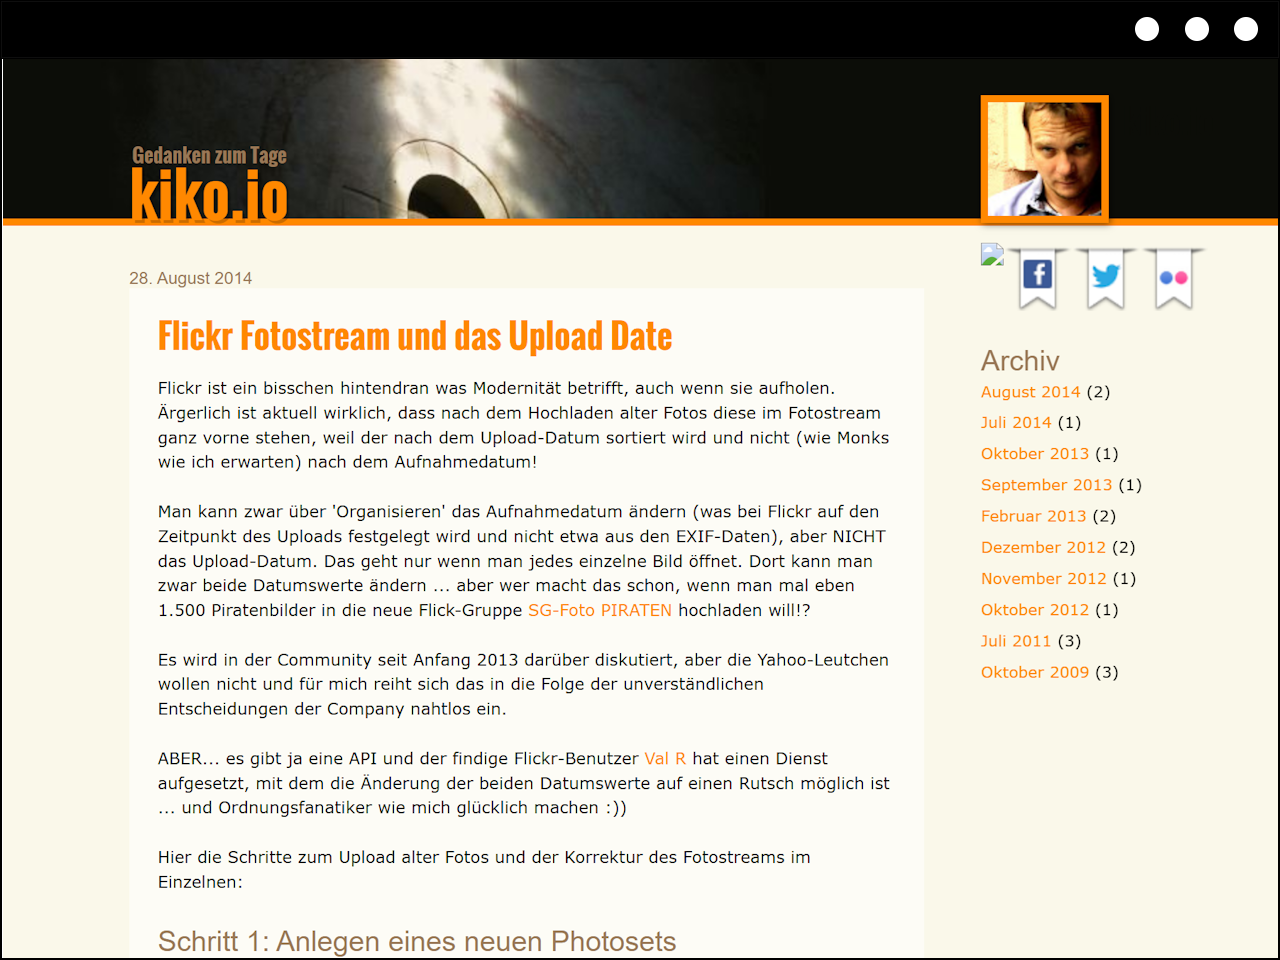 Gedanken zum Tage
kiko.io
28. August 2014
Flickr Fotostream und das Upload Date
Flickr ist ein bisschen hintendran was Modernität betrifft, auch wenn sie aufholen.
Ärgerlich ist aktuell wirklich, dass nach dem Hochladen alter Fotos diese im Fotostream
ganz vorne stehen, weil der nach dem Upload-Datum sortiert wird und nicht (wie Monks
wie ich erwarten) nach dem Aufnahmedatum!
Man kann zwar über 'Organisieren' das Aufnahmedatum ändern (was bei Flickr auf den
Zeitpunkt des Uploads festgelegt wird und nicht etwa aus den EXIF-Daten), aber NICHT
das Upload-Datum. Das geht nur wenn man jedes einzelne Bild öffnet. Dort kann man
zwar beide Datumswerte ändern ... aber wer macht das schon, wenn man mal eben
1.500 Piratenbilder in die neue Flick-Gruppe SG-Foto PIRATEN hochladen will!?
Es wird in der Community seit Anfang 2013 darüber diskutiert, aber die Yahoo-Leutchen
wollen nicht und für mich reiht sich das in die Folge der unverständlichen
Entscheidungen der Company nahtlos ein.
ABER... es gibt ja eine API und der findige Flickr-Benutzer Val R hat einen Dienst
aufgesetzt, mit dem die Änderung der beiden Datumswerte auf einen Rutsch möglich ist
... und Ordnungsfanatiker wie mich glücklich machen :))
Hier die Schritte zum Upload alter Fotos und der Korrektur des Fotostreams im
Einzelnen:
Schritt 1: Anlegen eines neuen Photosets
Archiv
August 2014 (2)
Juli 2014 (1)
Oktober 2013 (1)
September 2013 (1)
Februar 2013 (2)
Dezember 2012 (2)
November 2012 (1)
Oktober 2012 (1)
Juli 2011 (3)
Oktober 2009 (3)